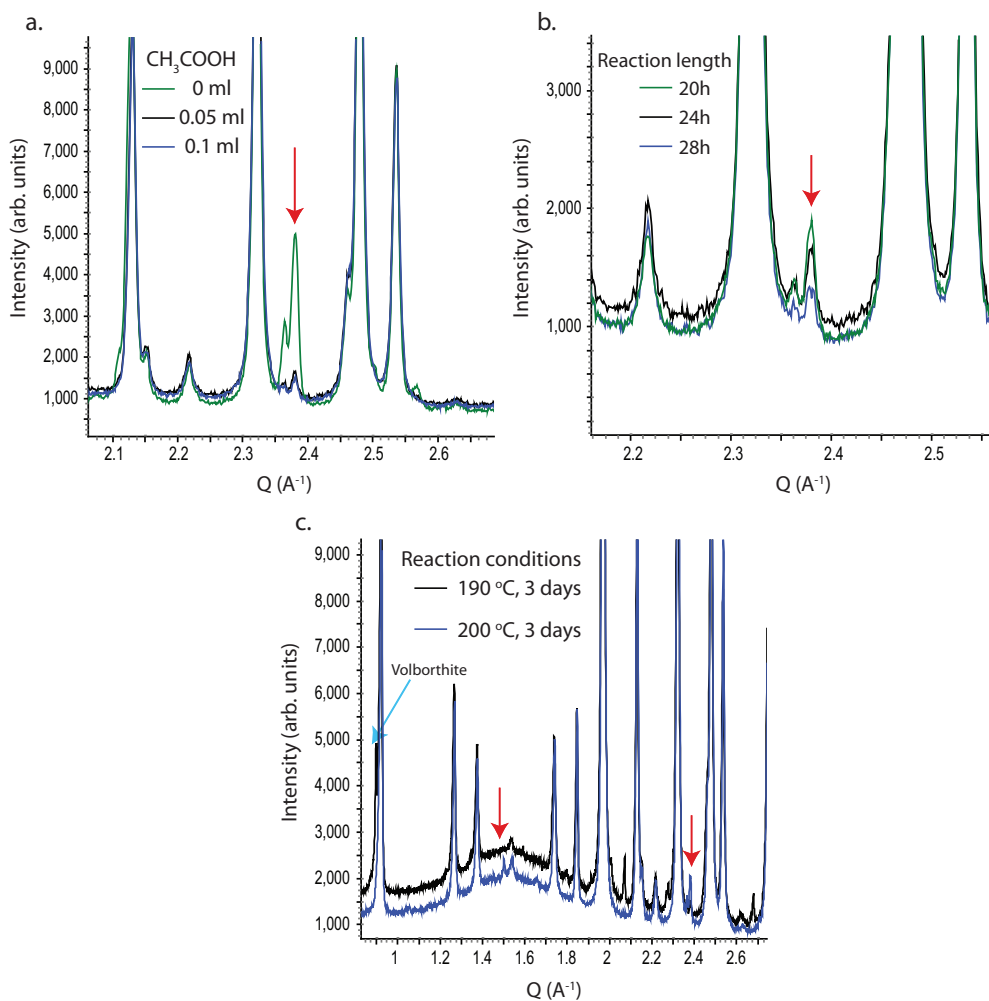 a.
CH3COOH
0 ml
0.05 ml
0.1 ml
9,000
8,000
7,000
6,000
5,000
4,000
3,000
2,000
1,000
Intensity (arb. units)
2.1 2.2 2.3 2.4 2.5 2.6
Q (A-1)
b.
Reaction length
20h
24h
28h
3,000
2,000
1,000
Intensity (arb. units)
2.2 2.3 2.4 2.5
Q (A-1)
c.
Reaction conditions
190 oC, 3 days
200 oC, 3 days
Volborthite
9,000
8,000
7,000
6,000
5,000
4,000
3,000
2,000
1,000
Intensity (arb. units)
1 1.2 1.4 1.6 1.8 2 2.2 2.4 2.6
Q (A-1)